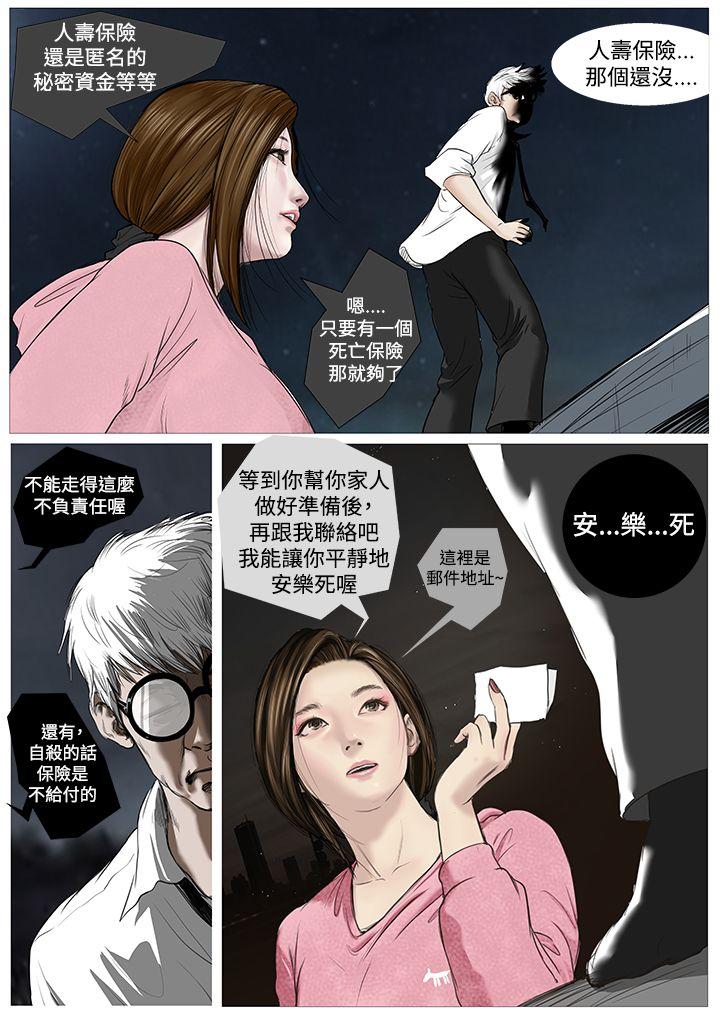 人壽保險
還是匿名的
秘密資金等等
人壽保險...
那個還沒....
嗯....
只要有一個
死亡保險
那就夠了
不能走得這麼
不負責任喔
還有，
自殺的話
保險是
不給付的
等到你幫你家人
做好準備後，
再跟我聯絡吧
我能讓你平靜地
安樂死喔
這裡是
郵件地址~
安...樂...死